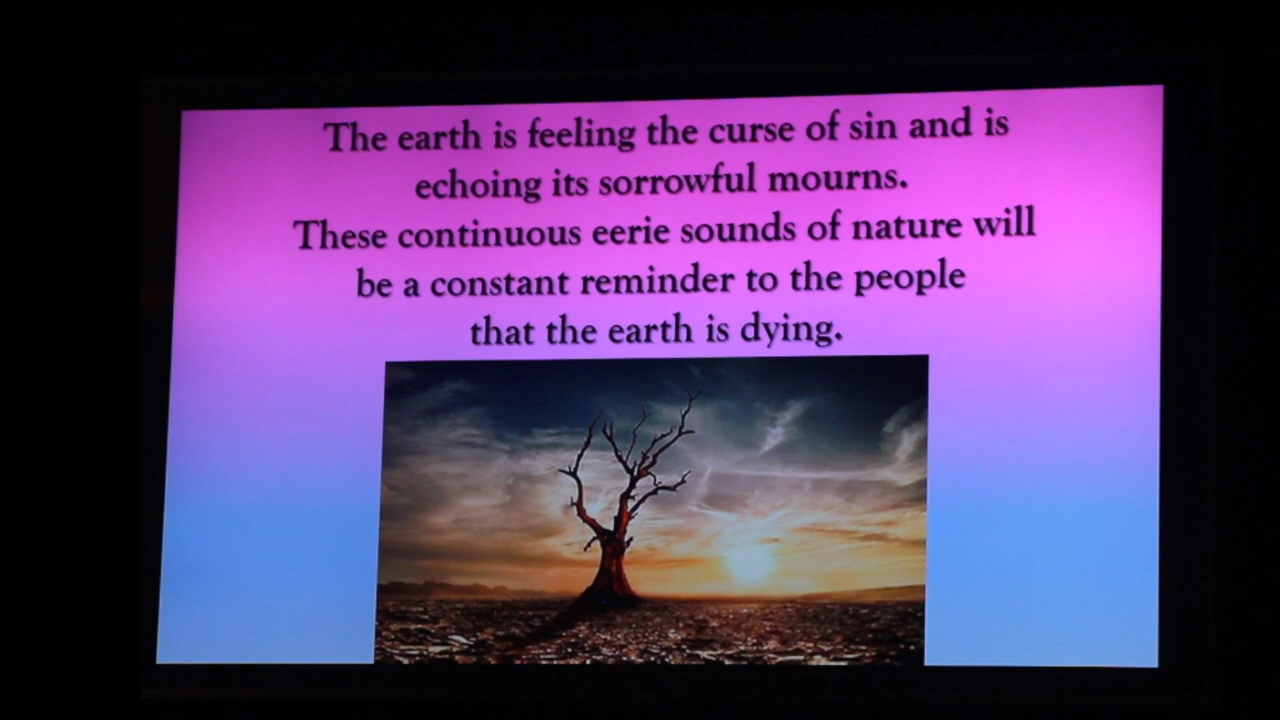 The earth is feeling the curse of sin and is
echoing its sorrowful mourns.
These continuous eerie sounds of nature will
be a constant reminder to the people
that the earth is dying.